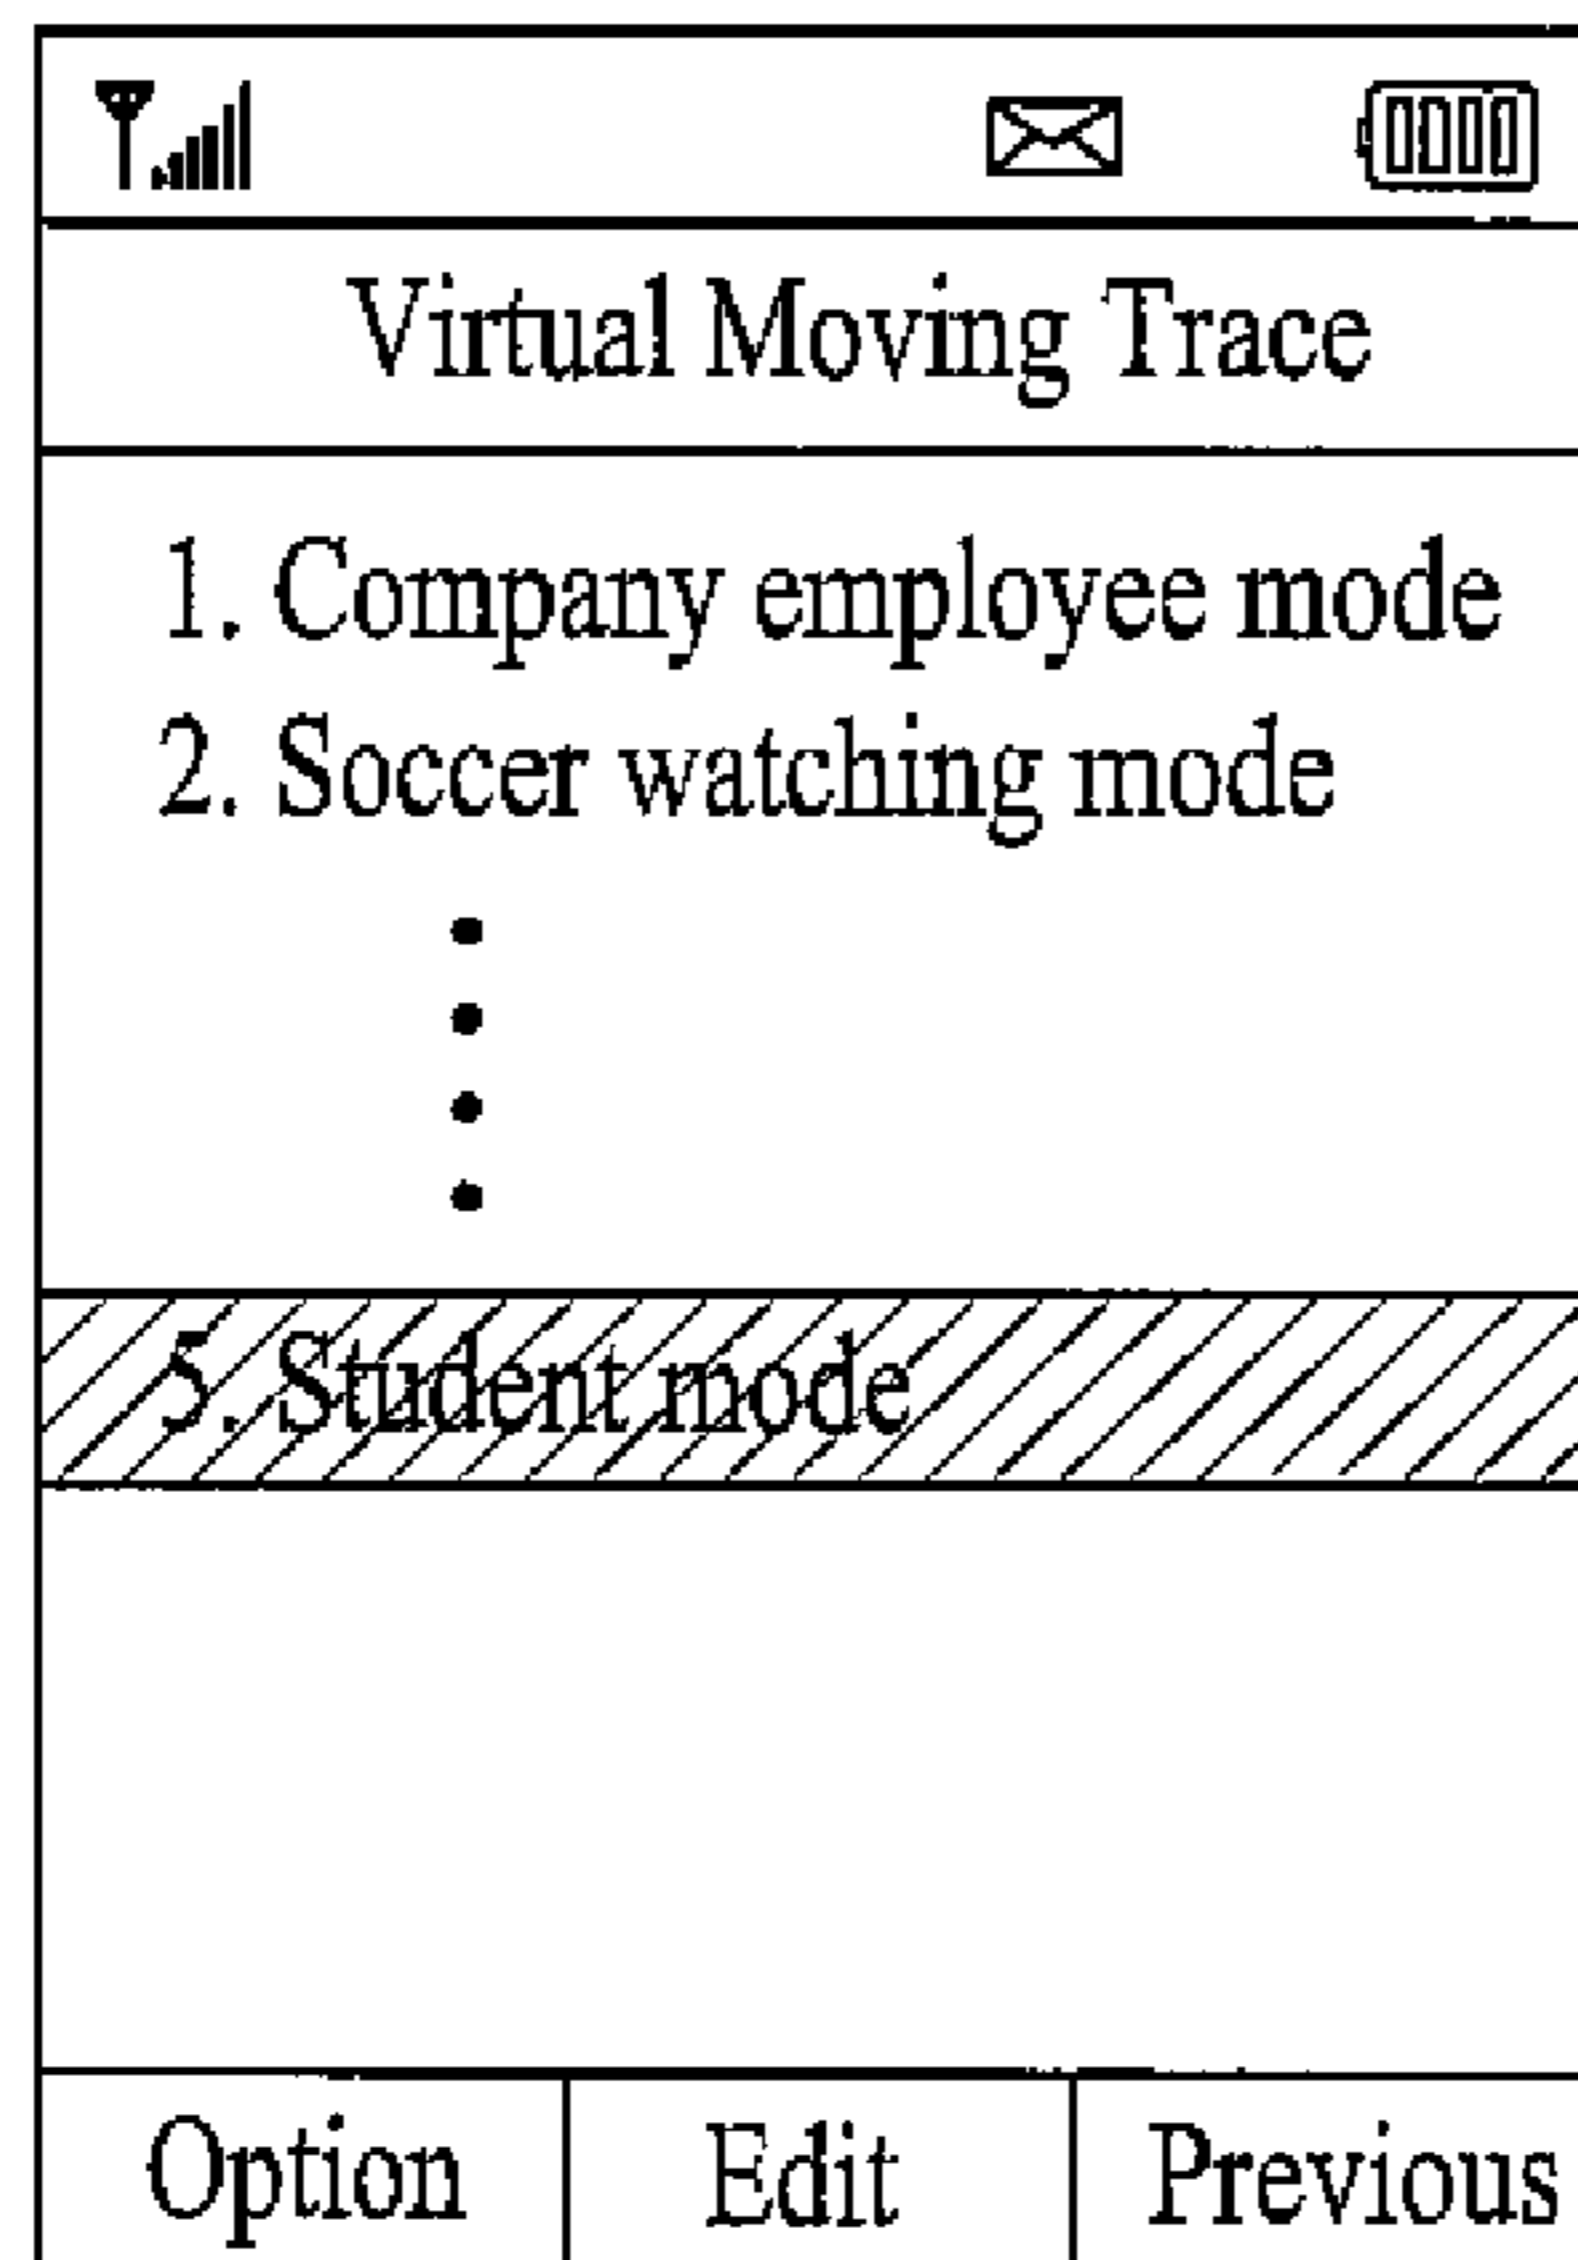 Virtual Moving Trace
1. Company employee mode
2. Soccer watching mode
5. Student mode
Option Edit Previous